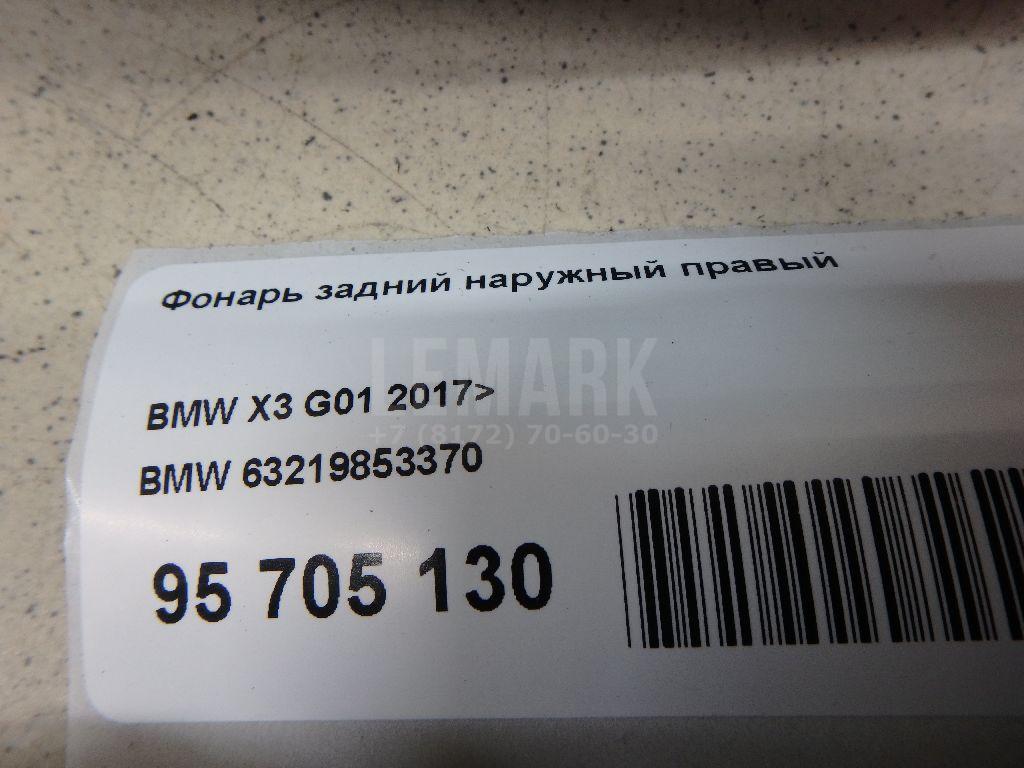 Фонарь задний наружный правый
LEMARK
BMW X3 G01 2017>
+7 (8172) 70-60-30
BMW 63219853370
95 705 130